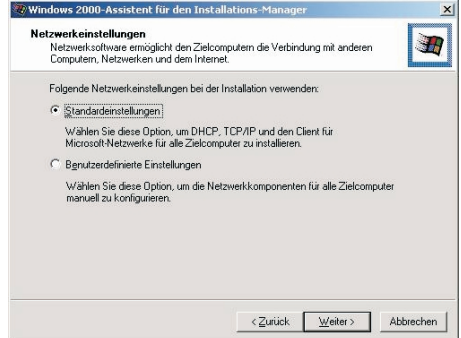 Windows 2000-Assistent für den Installations-Manager
Netzwerkeinstellungen
Netzwerksoftware ermöglicht den Zielcomputern die Verbindung mit anderen
Computern, Netzwerken und dem Internet.
Folgende Netzwerkeinstellungen bei der Installation verwenden:
Standardeinstellungen
Wählen Sie diese Option, um DHCP, TCP/IP und den Client für
Microsoft-Netzwerke für alle Zielcomputer zu installieren.
Benutzerdefinierte Einstellungen
Wählen Sie diese Option, um die Netzwerkkomponenten für alle Zielcomputer
manuell zu konfigurieren.
< Zurück Weiter > Abbrechen